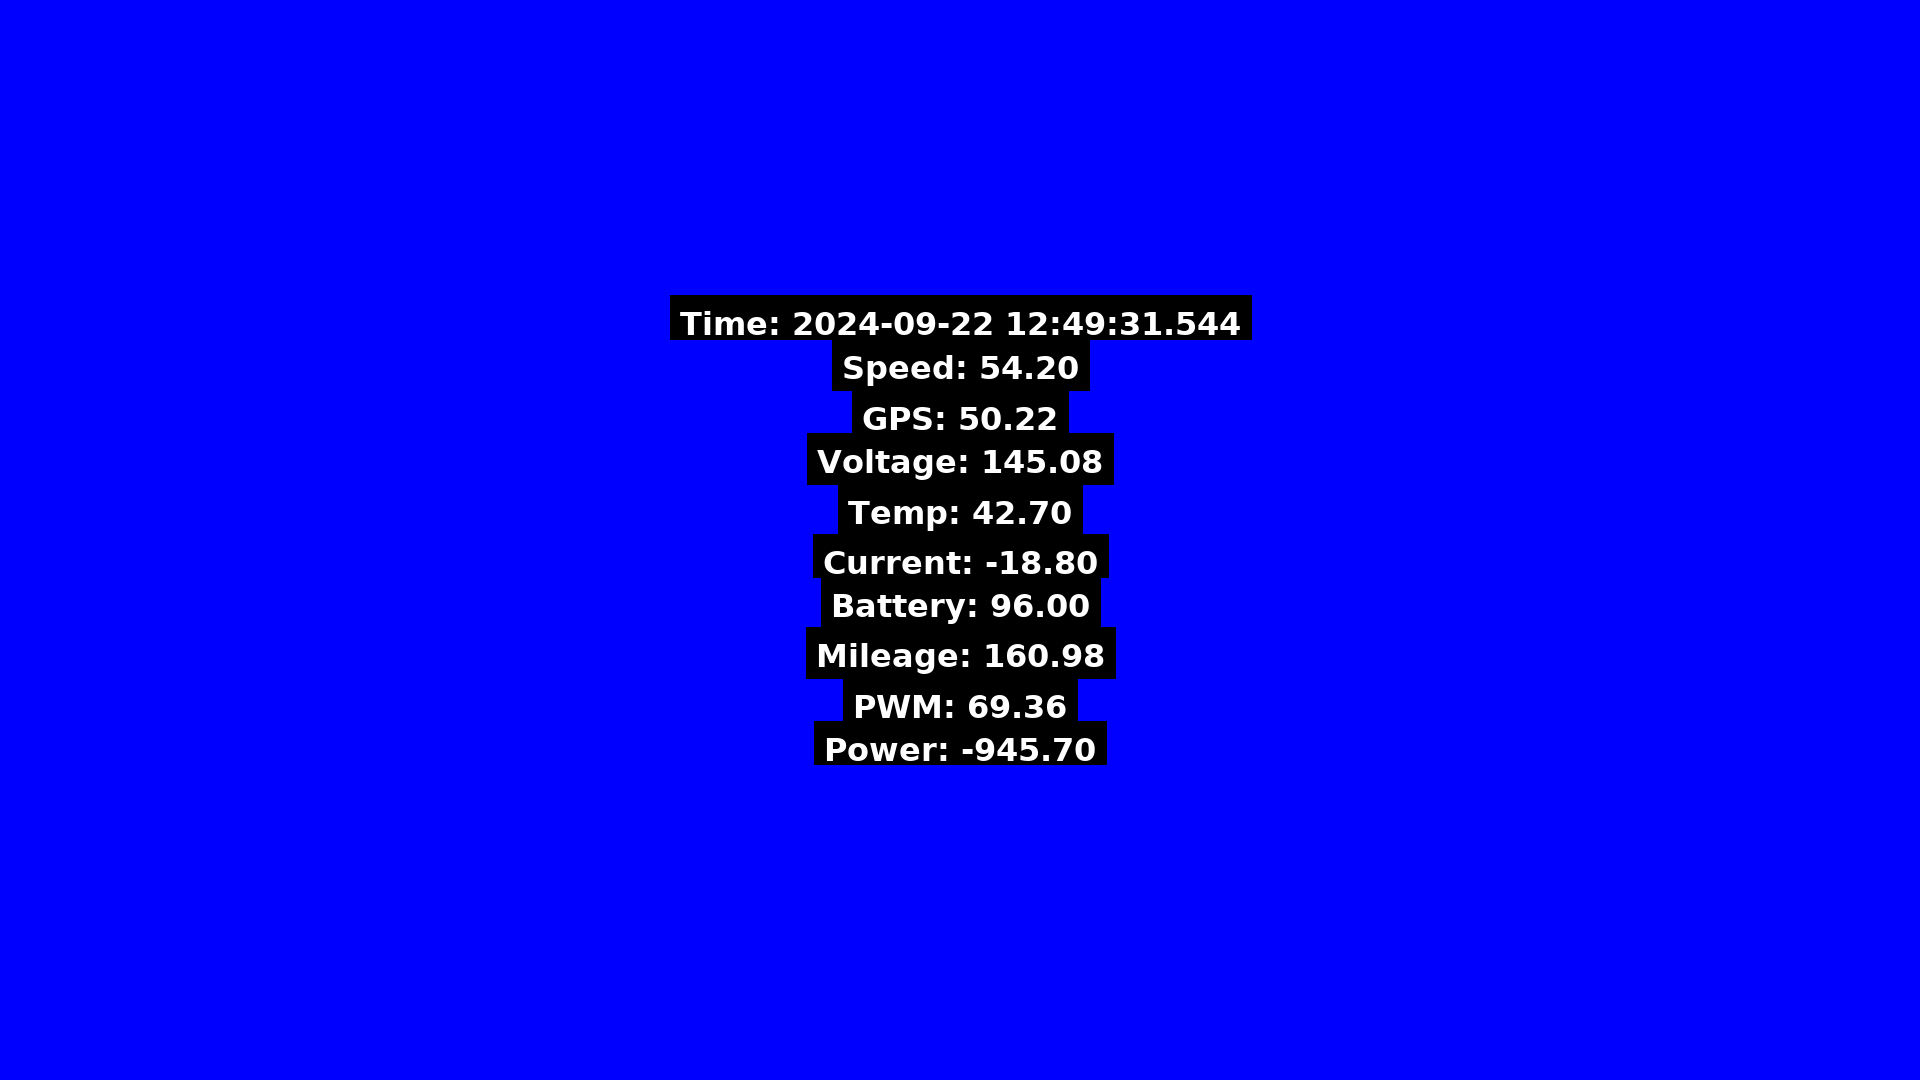 Time: 2024-09-22 12:49:31.544
Speed: 54.20
GPS: 50.22
Voltage: 145.08
Temp: 42.70
Current: -18.80
Battery: 96.00
Mileage: 160.98
PWM: 69.36
Power: -945.70